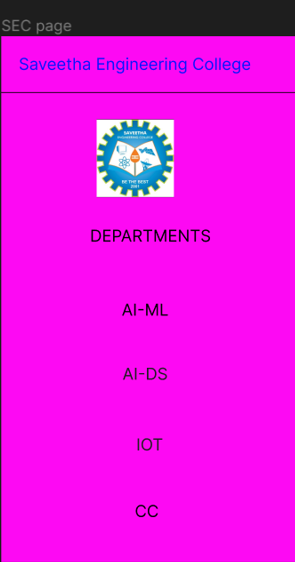 SEC page
Saveetha Engineering College
SAVEETHA
ENGINEERING COLLEGE
BE THE BEST
2001
DEPARTMENTS
AI-ML
AI-DS
IOT
CC